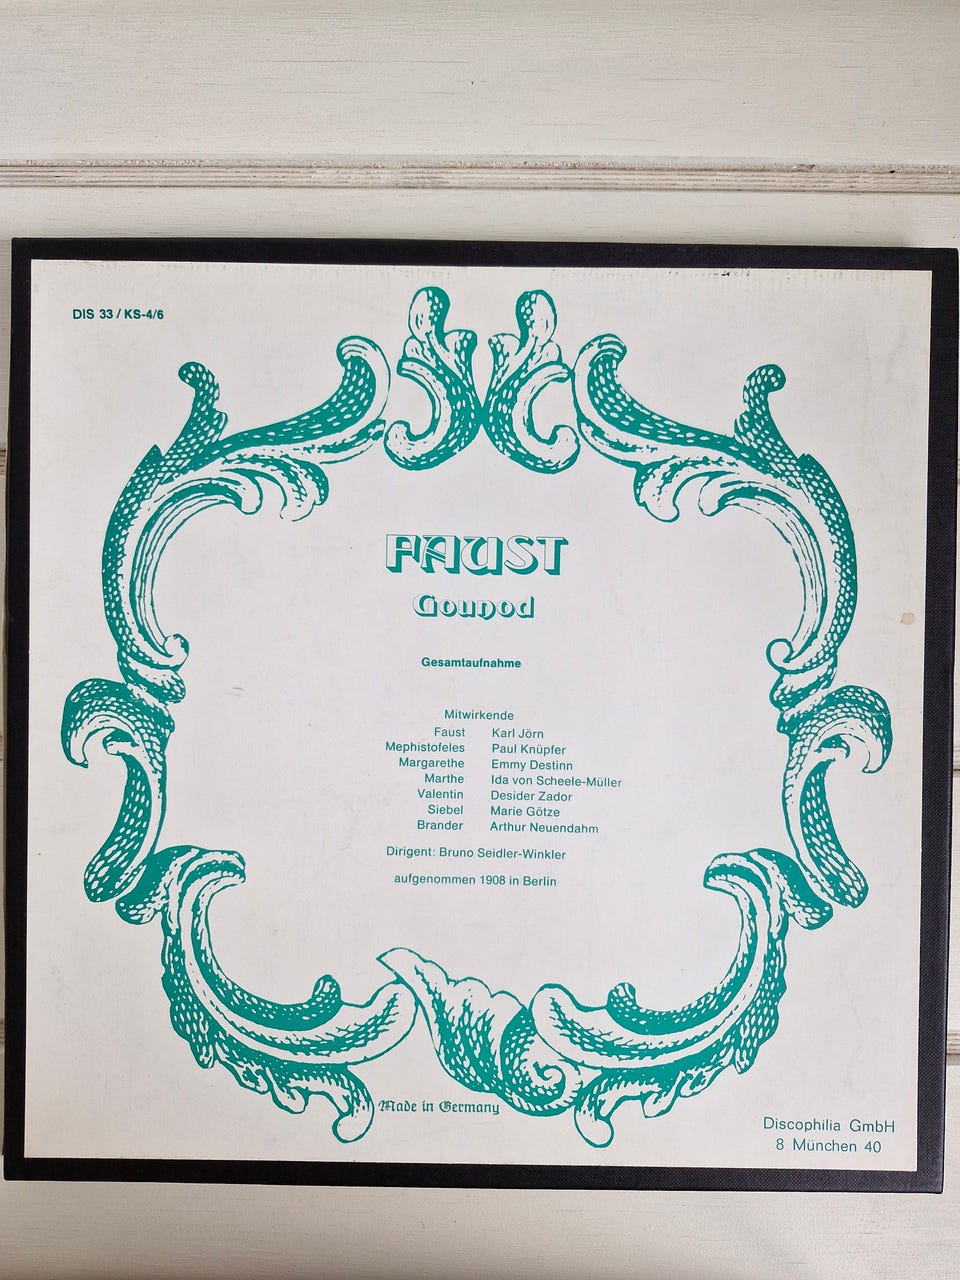 DIS 33 / KS-4/6
FAUST
Gounod
Gesamtaufnahme
Mitwirkende
Faust Karl Jörn
Mephistofeles Paul Knüpfer
Margarethe Emmy Destinn
Marthe Ida von Scheele-Müller
Valentin Desider Zador
Siebel Marie Götze
Brander Arthur Neuendahm
Dirigent: Bruno Seidler-Winkler
aufgenommen 1908 in Berlin
Made in Germany
Discophilia GmbH
8 München 40